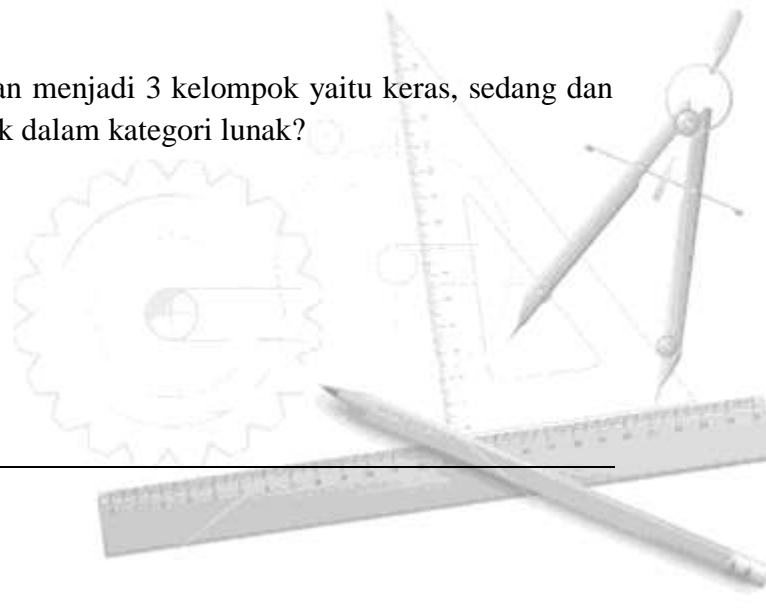 an menjadi 3 kelompok yaitu keras, sedang dan
k dalam kategori lunak?